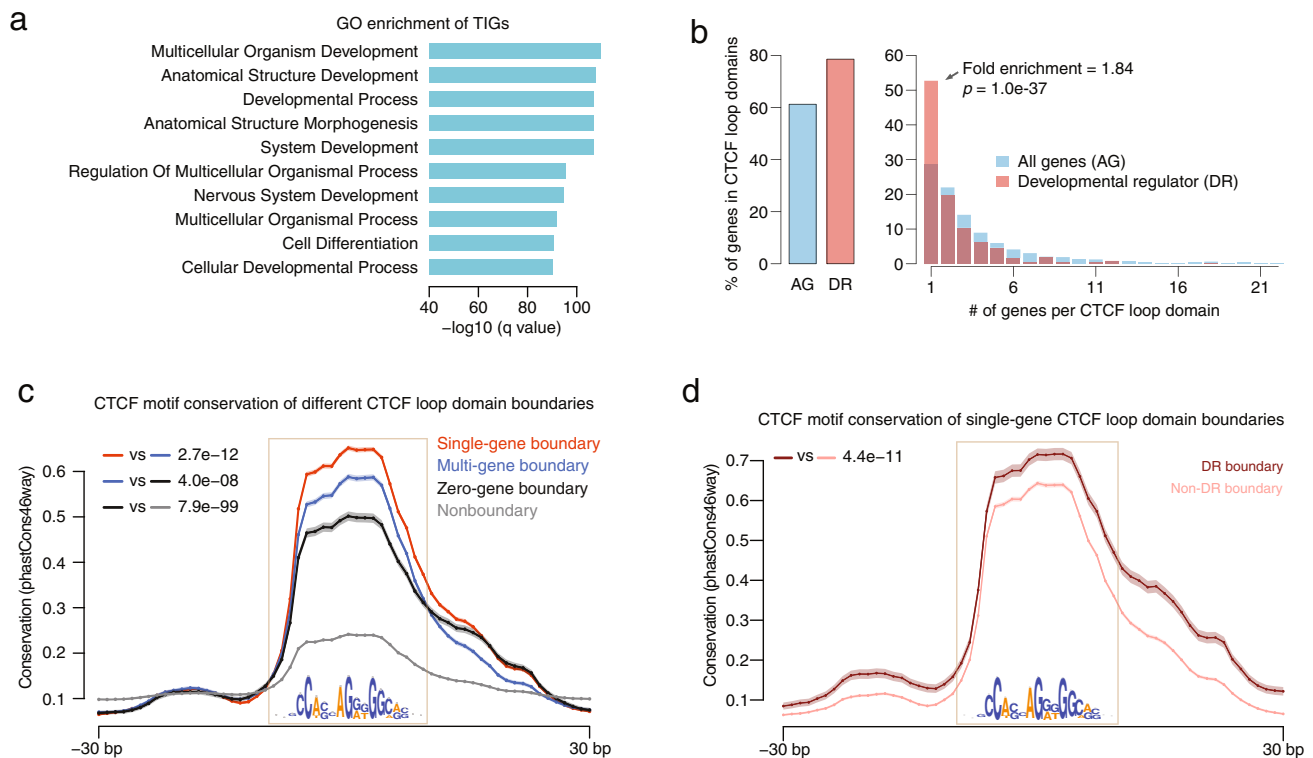 a
GO enrichment of TIGs
Multicellular Organism Development
Anatomical Structure Development
Developmental Process
Anatomical Structure Morphogenesis
System Development
Regulation Of Multicellular Organismal Process
Nervous System Development
Multicellular Organismal Process
Cell Differentiation
Cellular Developmental Process
40 60 80 100
−log10 (q value)
b
% of genes in CTCF loop domains
80
60
40
20
0
AG DR
60
50
40
30
20
10
0
Fold enrichment = 1.84
p = 1.0e-37
All genes (AG)
Developmental regulator (DR)
1 6 11 16 21
# of genes per CTCF loop domain
c
CTCF motif conservation of different CTCF loop domain boundaries
vs 2.7e−12
vs 4.0e−08
vs 7.9e−99
Single-gene boundary
Multi-gene boundary
Zero-gene boundary
Nonboundary
Conservation (phastCons46way)
0.6
0.5
0.4
0.3
0.2
0.1
−30 bp 30 bp
d
CTCF motif conservation of single-gene CTCF loop domain boundaries
vs 4.4e−11
DR boundary
Non-DR boundary
Conservation (phastCons46way)
0.7
0.6
0.5
0.4
0.3
0.2
0.1
−30 bp 30 bp